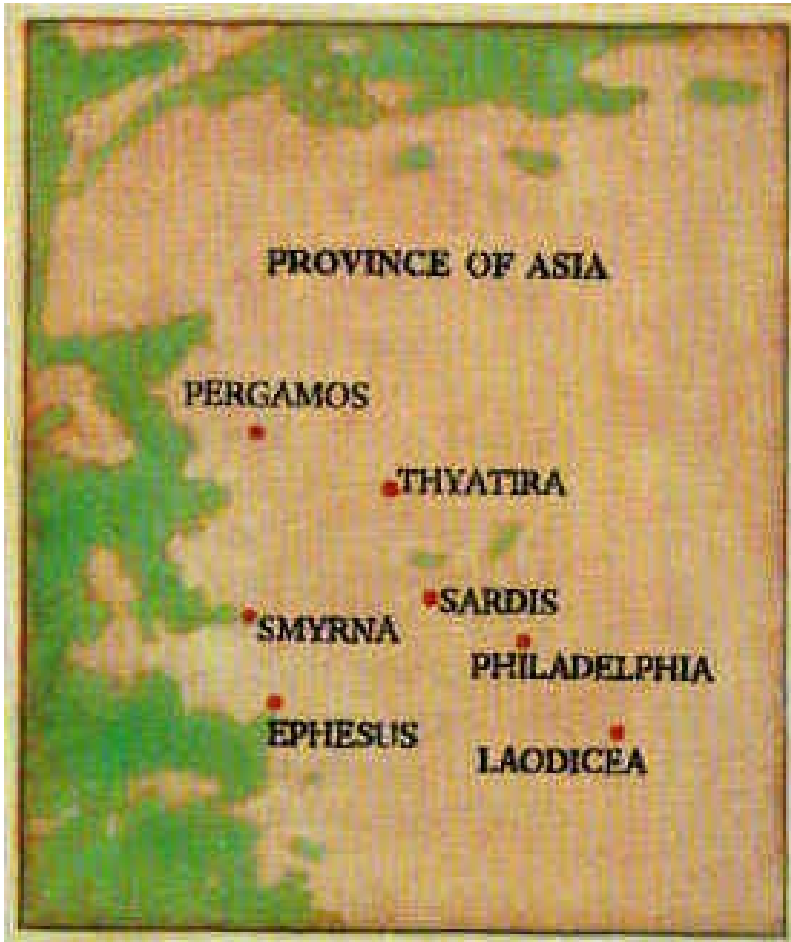 PROVINCE OF ASIA
PERGAMOS
THYATIRA
SARDIS
SMYRNA
PHILADELPHIA
EPHESUS
LAODICEA